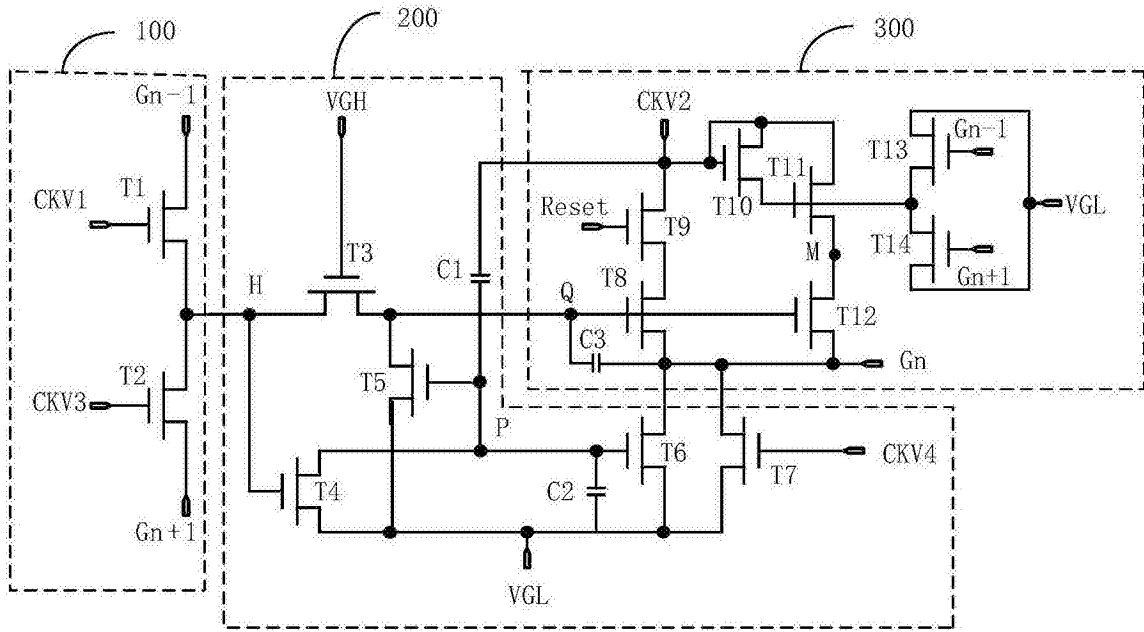 100
200
300
Gn-1
VGH
CKV2
T1
CKV1
T3
H
C1
Reset
T9
T10
T11
T13
Gn-1
VGL
T14
Gn+1
M
T8
Q
T12
C3
Gn
T2
CKV3
T5
P
T6
T7
CKV4
T4
C2
Gn+1
VGL